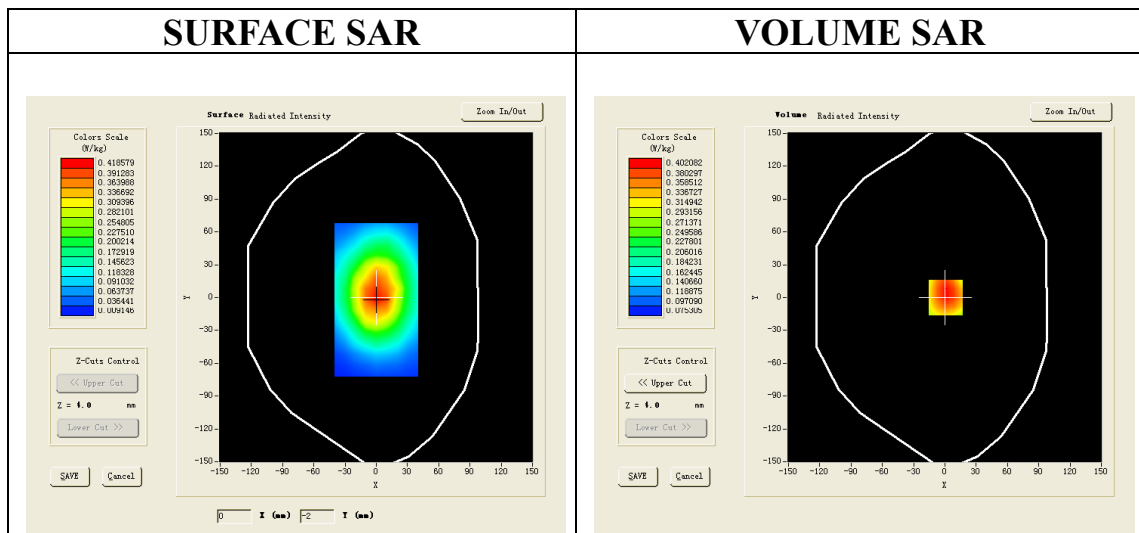 SURFACE SAR
VOLUME SAR
Surface Radiated Intensity
Zoom In/Out
Colors Scale
(W/kg)
0.418579
0.391283
0.363988
0.336692
0.309396
0.282101
0.254805
0.227510
0.200214
0.172919
0.145623
0.118328
0.091032
0.063737
0.036441
0.009146
150
120
90
60
30
0
-30
-60
-90
-120
-150
Y
-150 -120 -90 -60 -30 0 30 60 90 120 150
X
Z-Cuts Control
<< Upper Cut
Z = 4.0 mm
Lower Cut >>
SAVE
Cancel
0 X (mm) -2 Y (mm)
Volume Radiated Intensity
Zoom In/Out
Colors Scale
(W/kg)
0.402082
0.380297
0.358512
0.336727
0.314942
0.293156
0.271371
0.249586
0.227801
0.206016
0.184231
0.162445
0.140660
0.118875
0.097090
0.075305
150
120
90
60
30
0
-30
-60
-90
-120
-150
Y
-150 -120 -90 -60 -30 0 30 60 90 120 150
X
Z-Cuts Control
<< Upper Cut
Z = 4.0 mm
Lower Cut >>
SAVE
Cancel